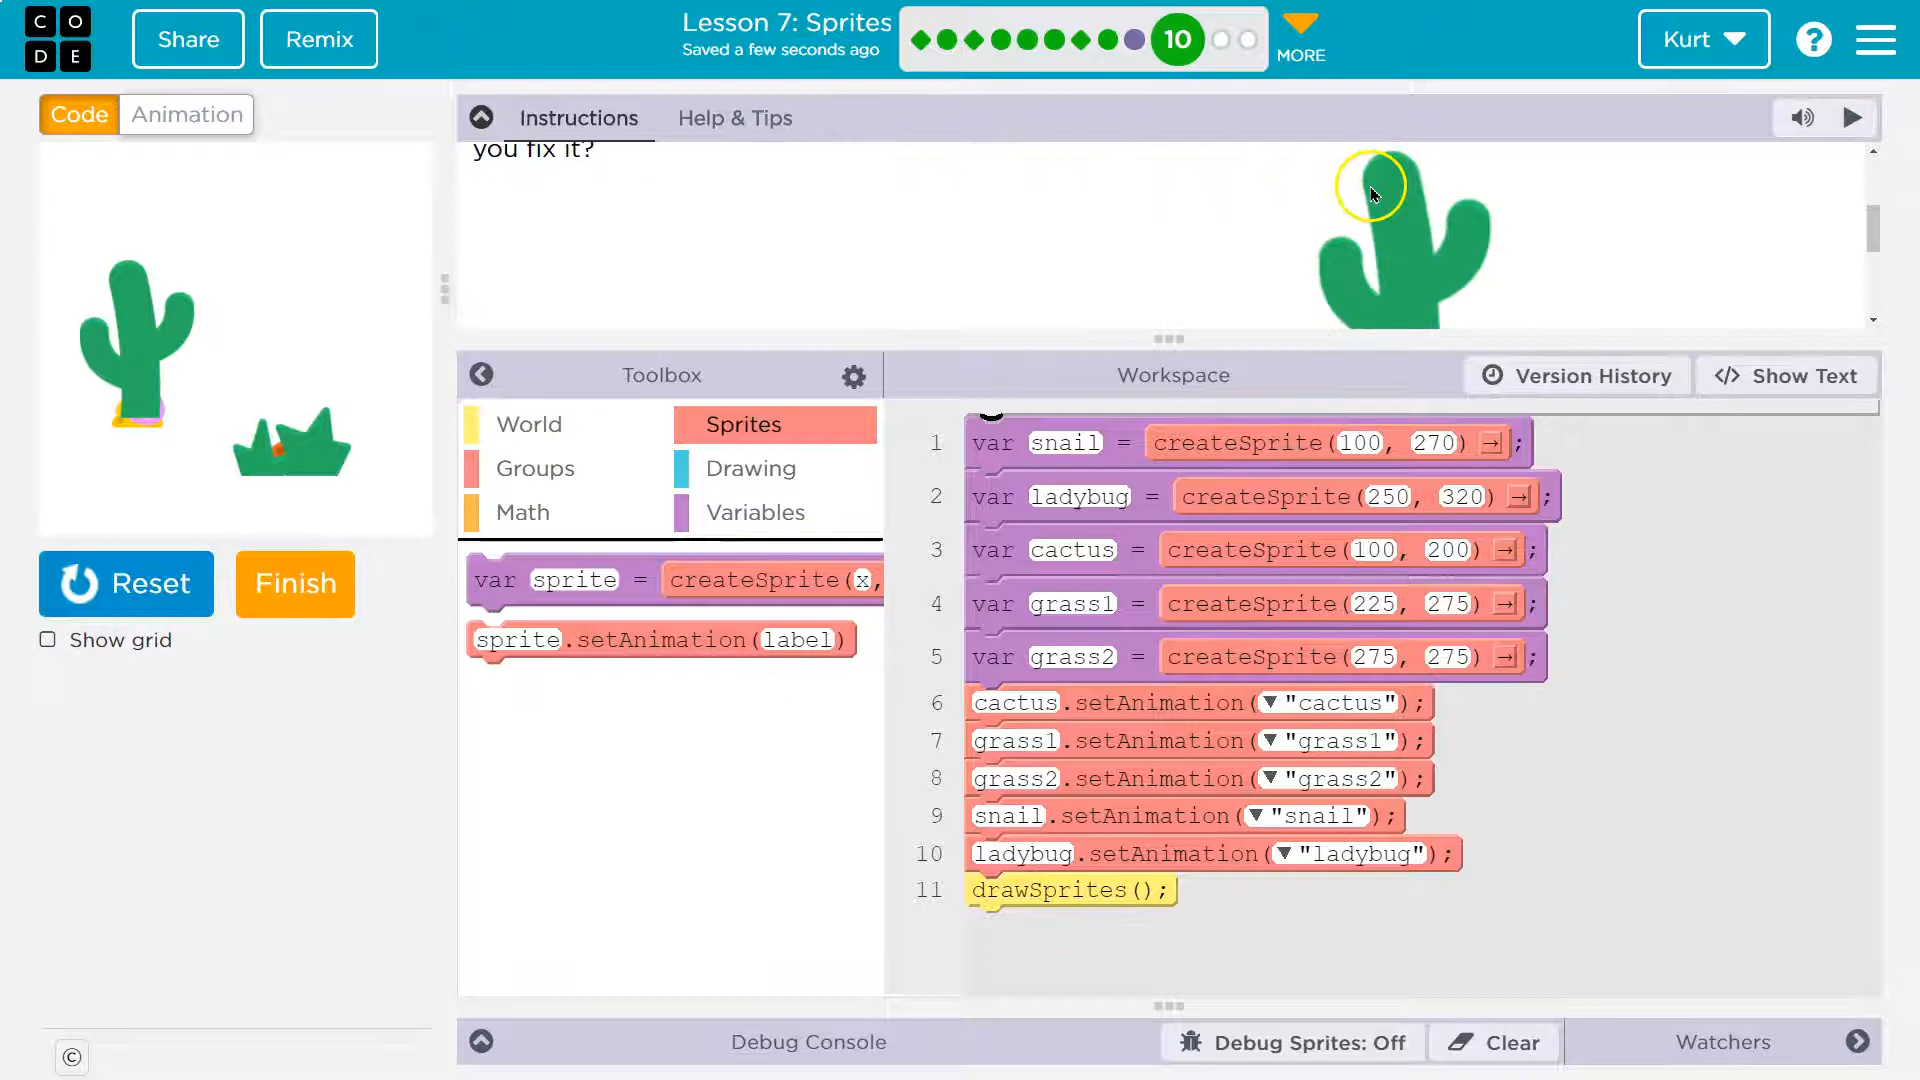 CO
DE
Share
Remix
Lesson 7: Sprites
Saved a few seconds ago
10
MORE
Kurt
?
Code
Animation
Instructions
Help & Tips
you fix it?
Reset
Finish
Show grid
©
Toolbox
Workspace
Version History
</> Show Text
World
Sprites
Groups
Drawing
Math
Variables
var sprite = createSprite(x,
sprite.setAnimation(label)
1 var snail = createSprite(100, 270) → ;
2 var ladybug = createSprite(250, 320) → ;
3 var cactus = createSprite(100, 200) → ;
4 var grass1 = createSprite(225, 275) → ;
5 var grass2 = createSprite(275, 275) → ;
6 cactus.setAnimation(▼ "cactus");
7 grass1.setAnimation(▼ "grass1");
8 grass2.setAnimation(▼ "grass2");
9 snail.setAnimation(▼ "snail");
10 ladybug.setAnimation(▼ "ladybug");
11 drawSprites();
Debug Console
Debug Sprites: Off
Clear
Watchers